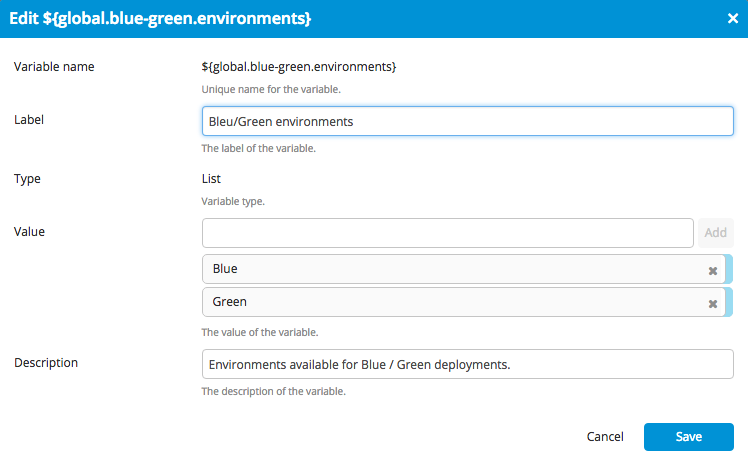 Edit ${global.blue-green.environments}
Variable name ${global.blue-green.environments}
Unique name for the variable.
Label Bleu/Green environments
The label of the variable.
Type List
Variable type.
Value Add
Blue
Green
The value of the variable.
Description Environments available for Blue / Green deployments.
The description of the variable.
Cancel Save